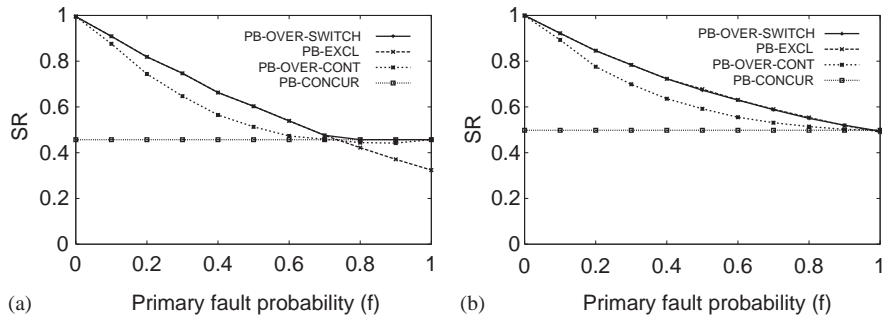 1
0.8
0.6
0.4
0.2
0
SR
PB-OVER-SWITCH
PB-EXCL
PB-OVER-CONT
PB-CONCUR
0 0.2 0.4 0.6 0.8 1
(a) Primary fault probability (f)
1
0.8
0.6
0.4
0.2
0
SR
PB-OVER-SWITCH
PB-EXCL
PB-OVER-CONT
PB-CONCUR
0 0.2 0.4 0.6 0.8 1
(b) Primary fault probability (f)